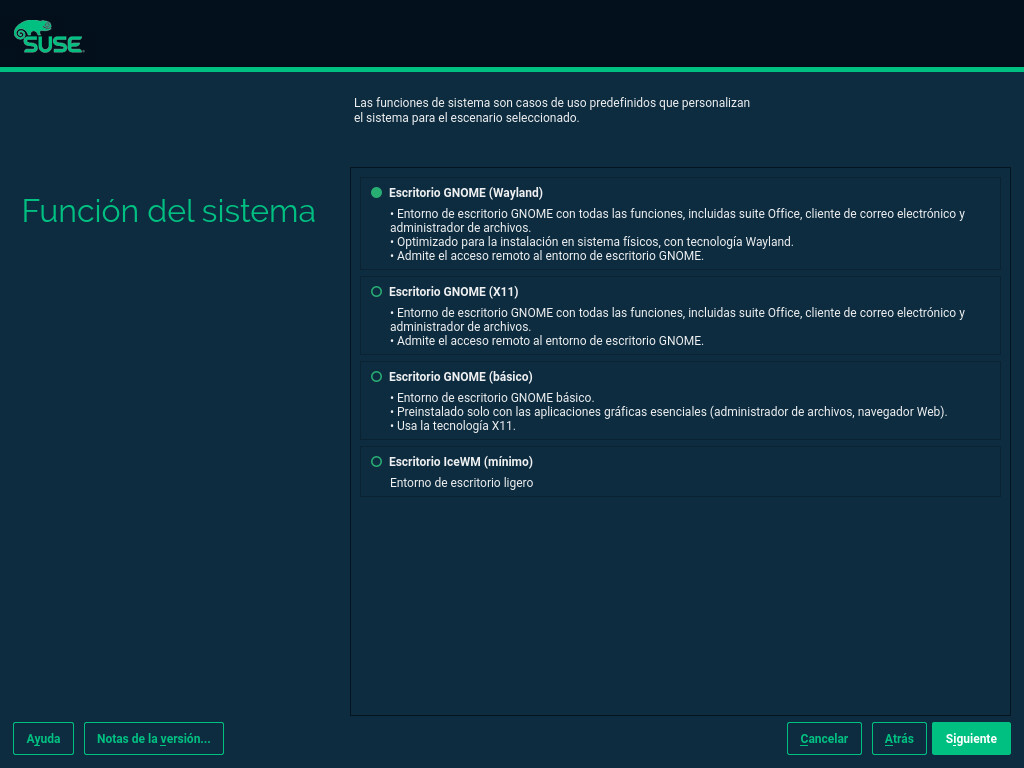 SUSE
Las funciones de sistema son casos de uso predefinidos que personalizan
el sistema para el escenario seleccionado.
Función del sistema
Escritorio GNOME (Wayland)
• Entorno de escritorio GNOME con todas las funciones, incluidas suite Office, cliente de correo electrónico y
administrador de archivos.
• Optimizado para la instalación en sistema físicos, con tecnología Wayland.
• Admite el acceso remoto al entorno de escritorio GNOME.
Escritorio GNOME (X11)
• Entorno de escritorio GNOME con todas las funciones, incluidas suite Office, cliente de correo electrónico y
administrador de archivos.
• Admite el acceso remoto al entorno de escritorio GNOME.
Escritorio GNOME (básico)
• Entorno de escritorio GNOME básico.
• Preinstalado solo con las aplicaciones gráficas esenciales (administrador de archivos, navegador Web).
• Usa la tecnología X11.
Escritorio IceWM (mínimo)
Entorno de escritorio ligero
Ayuda
Notas de la versión...
Cancelar
Atrás
Siguiente